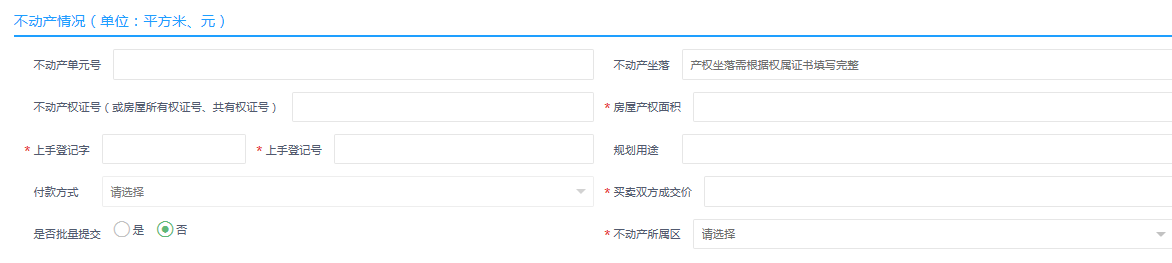 不动产情况（单位：平方米、元）
不动产单元号 不动产坐落 产权坐落需根据权属证书填写完整
不动产权证号（或房屋所有权证号、共有权证号） * 房屋产权面积
* 上手登记字 * 上手登记号 规划用途
付款方式 请选择 * 买卖双方成交价
是否批量提交 是 否 * 不动产所属区 请选择